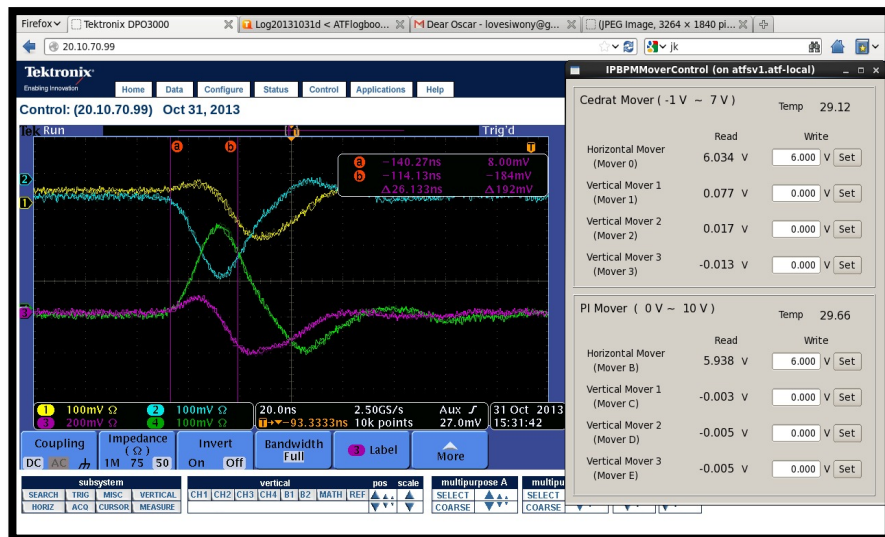 Firefox
Tektronix DPO3000
Log20131031d < ATFlogboo...
Dear Oscar - lovesiwony@g...
(JPEG Image, 3264 × 1840 pi...
20.10.70.99
jk
Tektronix
Enabling Innovation
Home Data Configure Status Control Applications Help
Control: (20.10.70.99) Oct 31, 2013
Tek Run
Trig'd
a
b
T
a -140.27ns 8.00mV
b -114.13ns -184mV
Δ26.133ns Δ192mV
2
1
3
1 100mV Ω 2 100mV Ω
3 200mV Ω 4 100mV Ω
20.0ns
T→▼-93.3333ns
2.50GS/s
10k points
Aux
27.0mV
31 Oct 2013
15:31:42
Coupling
DC AC
Impedance
(Ω)
1M 75 50
Invert
On Off
Bandwidth
Full
3 Label
More
subsystem
SEARCH TRIG MISC VERTICAL
HORIZ ACQ CURSOR MEASURE
vertical
CH1 CH2 CH3 CH4 B1 B2 MATH REF
pos scale
multipurpose A
SELECT
COARSE
multipu
SELECT
COARSE
IPBPMMoverControl (on atfsv1.atf-local)
Cedrat Mover ( -1 V ~ 7 V )
Temp 29.12
Read Write
Horizontal Mover
(Mover 0)
6.034 V 6.000 V Set
Vertical Mover 1
(Mover 1)
0.077 V 0.000 V Set
Vertical Mover 2
(Mover 2)
0.017 V 0.000 V Set
Vertical Mover 3
(Mover 3)
-0.013 V 0.000 V Set
PI Mover ( 0 V ~ 10 V )
Temp 29.66
Read Write
Horizontal Mover
(Mover B)
5.938 V 6.000 V Set
Vertical Mover 1
(Mover C)
-0.003 V 0.000 V Set
Vertical Mover 2
(Mover D)
-0.005 V 0.000 V Set
Vertical Mover 3
(Mover E)
-0.005 V 0.000 V Set